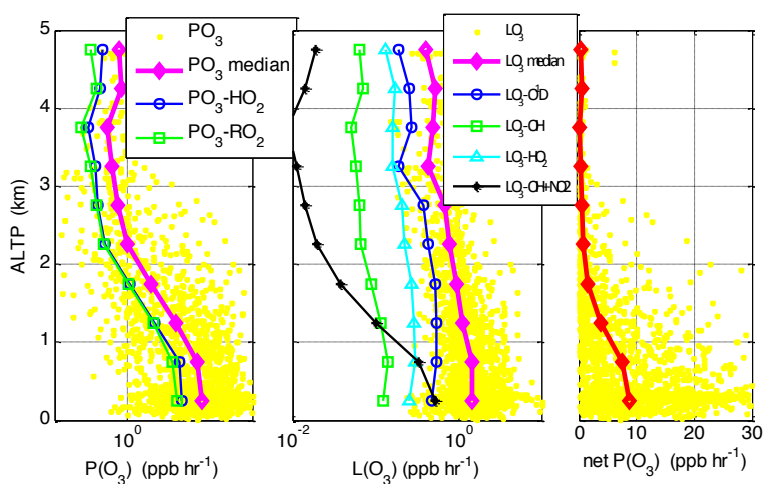 PO3
PO3 median
PO3-HO2
PO3-RO2
LO3
LO3 median
LO3-O1D
LO3-OH
LO3-HO2
LO3-OH+NO2
ALTP (km)
5
4
3
2
1
0
10^0
10^-2
10^0
0 10 20 30
P(O3) (ppb hr^-1)
L(O3) (ppb hr^-1)
net P(O3) (ppb hr^-1)